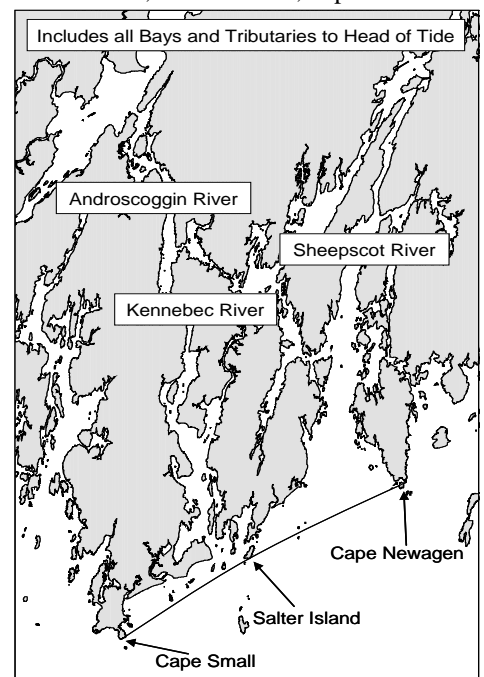 Includes all Bays and Tributaries to Head of Tide
Androscoggin River
Sheepscot River
Kennebec River
Cape Newagen
Salter Island
Cape Small